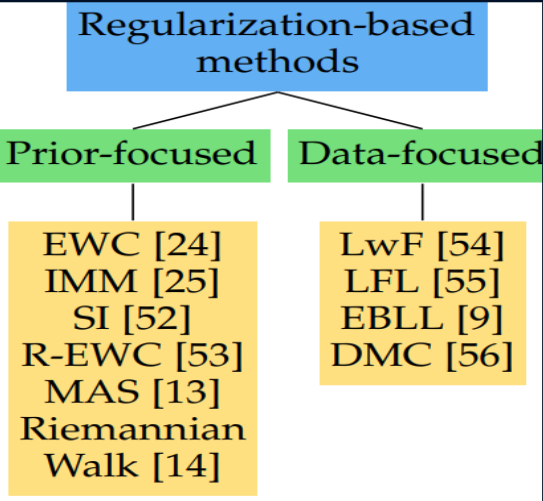 Regularization-based
methods
Prior-focused
Data-focused
EWC [24]
IMM [25]
SI [52]
R-EWC [53]
MAS [13]
Riemannian
Walk [14]
LwF [54]
LFL [55]
EBLL [9]
DMC [56]